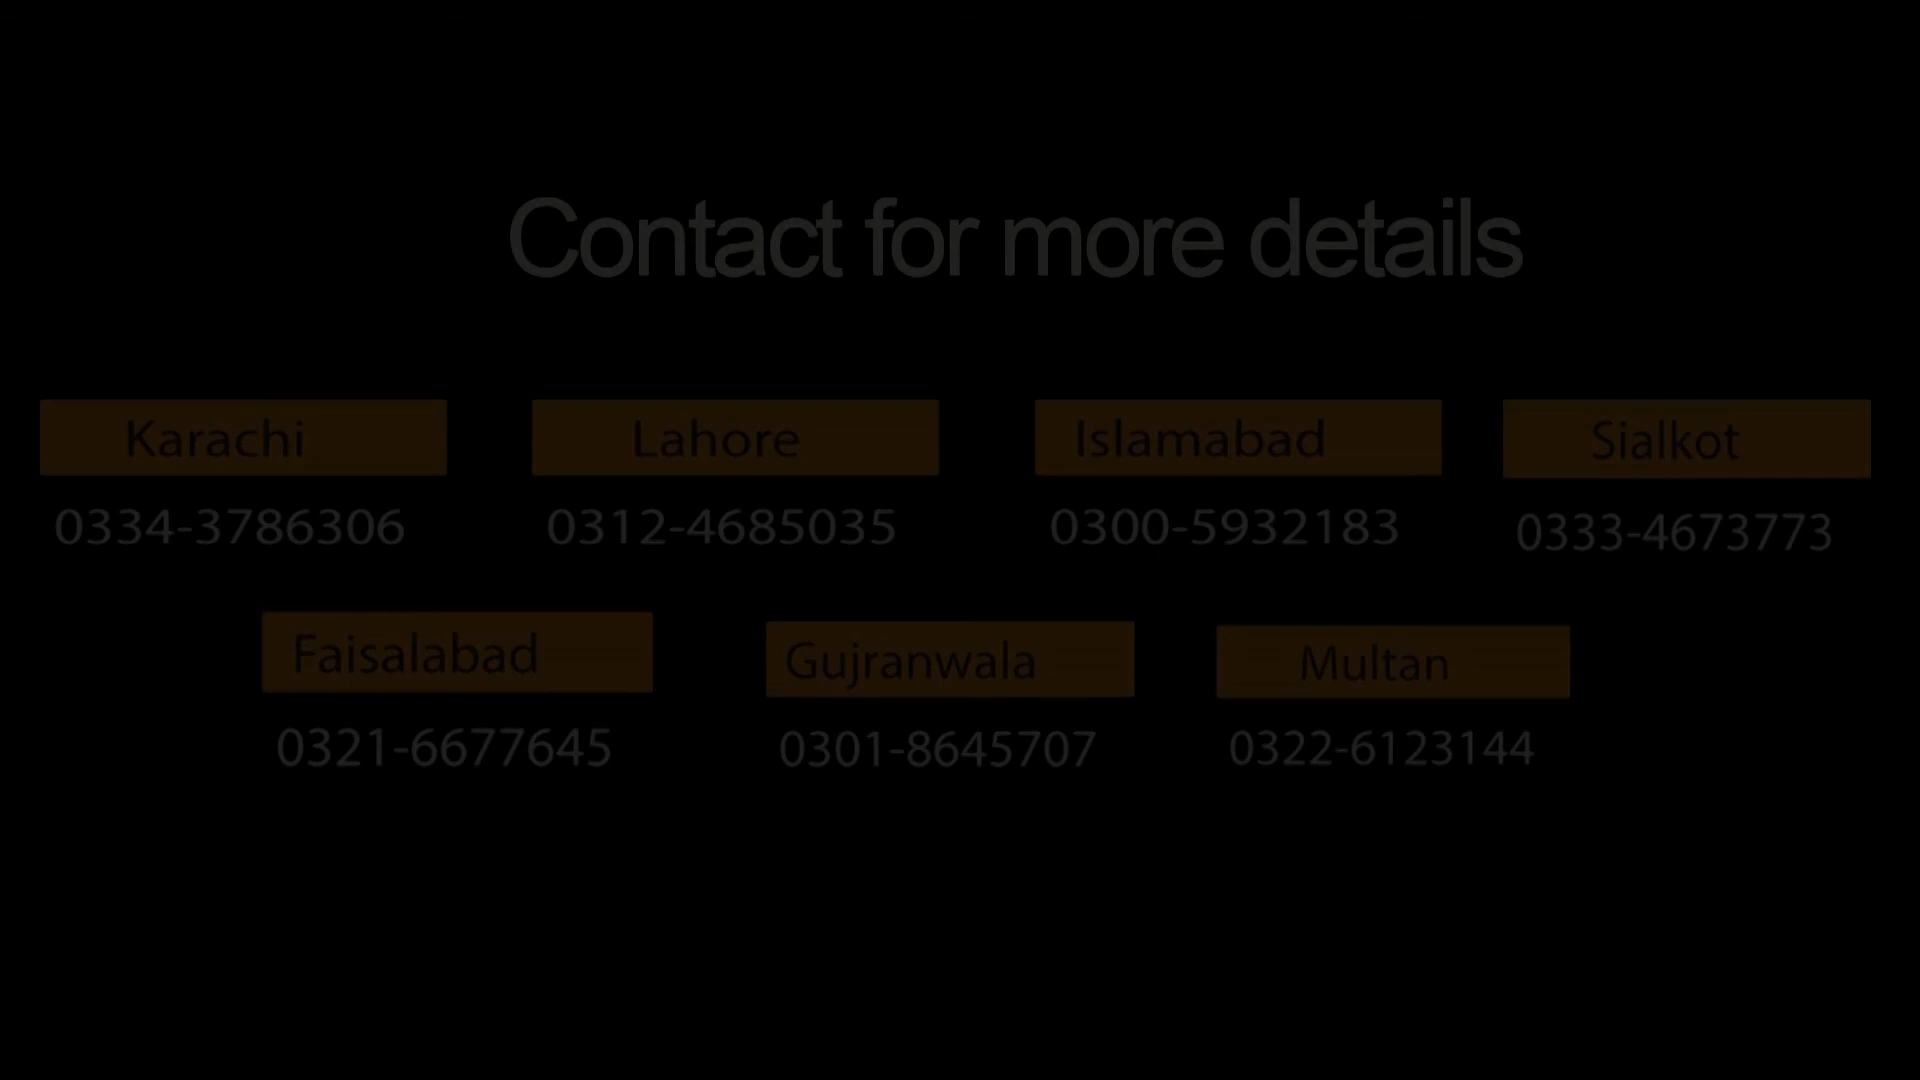 Contact for more details
Karachi Lahore Islamabad Sialkot
0334-3786306 0312-4685035 0300-5932183 0333-4673773
Faisalabad Gujranwala Multan
0321-6677645 0301-8645707 0322-6123144